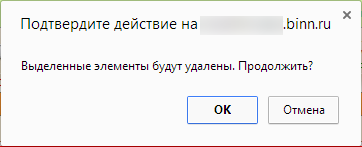 Подтвердите действие на .binn.ru
Выделенные элементы будут удалены. Продолжить?
OK
Отмена